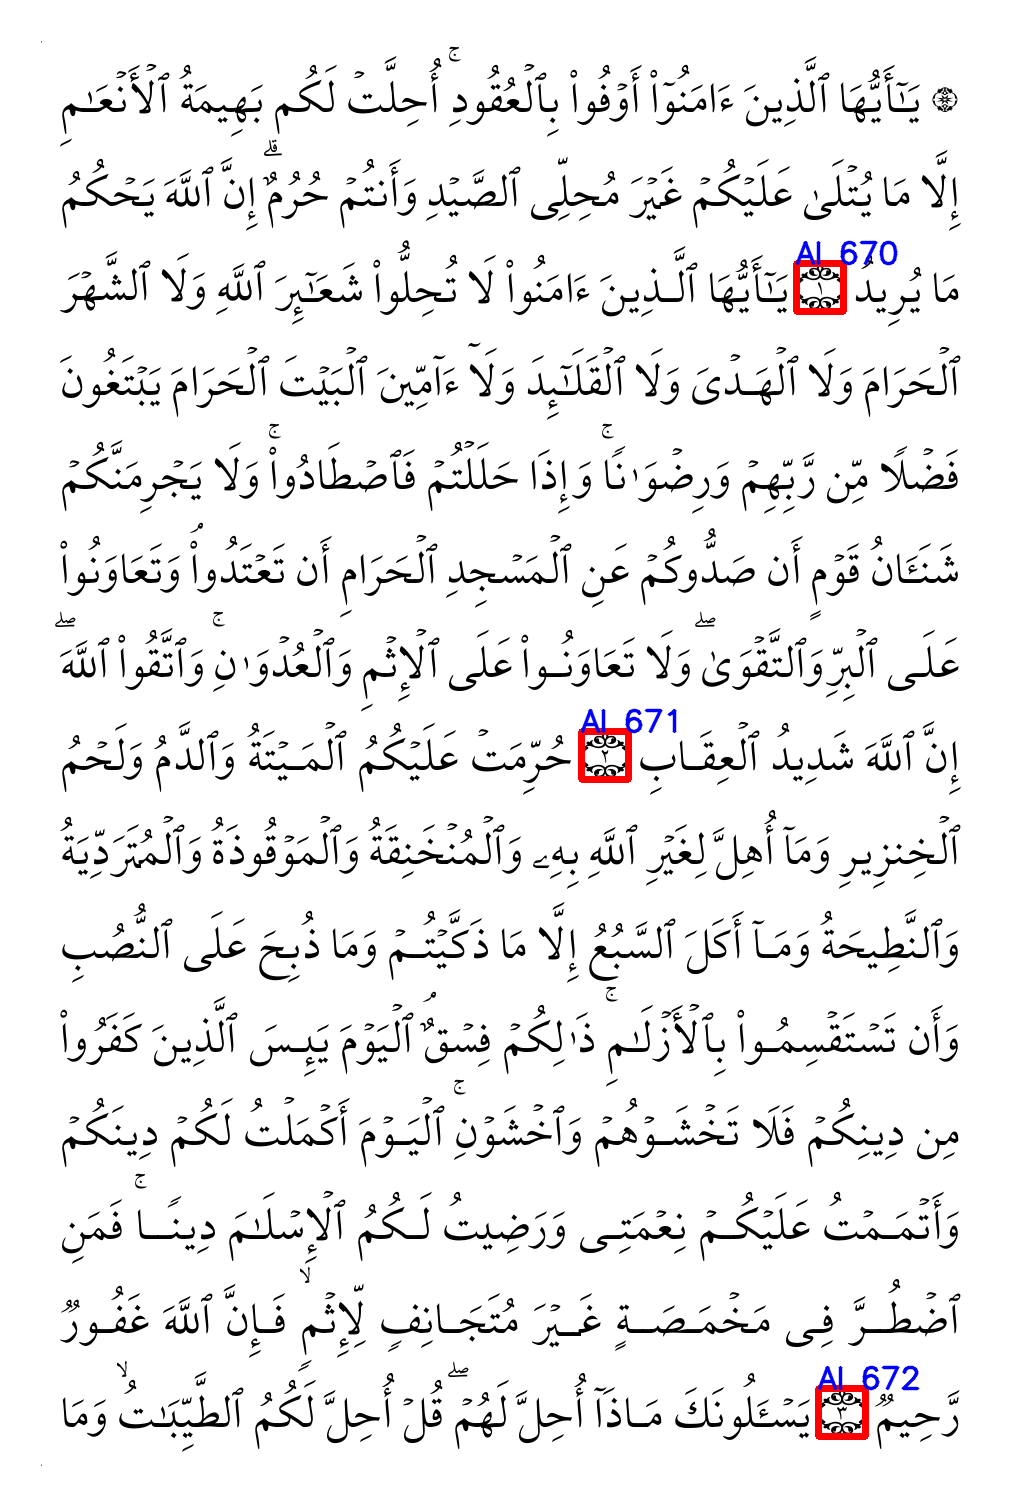 ۞ يَـٰٓأَيُّهَا ٱلَّذِينَ ءَامَنُوٓا۟ أَوْفُوا۟ بِٱلْعُقُودِ ۚ أُحِلَّتْ لَكُم بَهِيمَةُ ٱلْأَنْعَـٰمِ
إِلَّا مَا يُتْلَىٰ عَلَيْكُمْ غَيْرَ مُحِلِّى ٱلصَّيْدِ وَأَنتُمْ حُرُمٌ ۗ إِنَّ ٱللَّهَ يَحْكُمُ
AI 670
مَا يُرِيدُ ١ يَـٰٓأَيُّهَا ٱلَّذِينَ ءَامَنُوا۟ لَا تُحِلُّوا۟ شَعَـٰٓئِرَ ٱللَّهِ وَلَا ٱلشَّهْرَ
ٱلْحَرَامَ وَلَا ٱلْهَدْىَ وَلَا ٱلْقَلَـٰٓئِدَ وَلَآ ءَآمِّينَ ٱلْبَيْتَ ٱلْحَرَامَ يَبْتَغُونَ
فَضْلًا مِّن رَّبِّهِمْ وَرِضْوَٰنًا ۚ وَإِذَا حَلَلْتُمْ فَٱصْطَادُوا۟ ۚ وَلَا يَجْرِمَنَّكُمْ
شَنَـَٔانُ قَوْمٍ أَن صَدُّوكُمْ عَنِ ٱلْمَسْجِدِ ٱلْحَرَامِ أَن تَعْتَدُوا۟ ۘ وَتَعَاوَنُوا۟
عَلَى ٱلْبِرِّ وَٱلتَّقْوَىٰ ۖ وَلَا تَعَاوَنُوا۟ عَلَى ٱلْإِثْمِ وَٱلْعُدْوَٰنِ ۚ وَٱتَّقُوا۟ ٱللَّهَ ۖ
AI 671
إِنَّ ٱللَّهَ شَدِيدُ ٱلْعِقَابِ ٢ حُرِّمَتْ عَلَيْكُمُ ٱلْمَيْتَةُ وَٱلدَّمُ وَلَحْمُ
ٱلْخِنزِيرِ وَمَآ أُهِلَّ لِغَيْرِ ٱللَّهِ بِهِۦ وَٱلْمُنْخَنِقَةُ وَٱلْمَوْقُوذَةُ وَٱلْمُتَرَدِّيَةُ
وَٱلنَّطِيحَةُ وَمَآ أَكَلَ ٱلسَّبُعُ إِلَّا مَا ذَكَّيْتُمْ وَمَا ذُبِحَ عَلَى ٱلنُّصُبِ
وَأَن تَسْتَقْسِمُوا۟ بِٱلْأَزْلَـٰمِ ۚ ذَٰلِكُمْ فِسْقٌ ۘ ٱلْيَوْمَ يَئِسَ ٱلَّذِينَ كَفَرُوا۟
مِن دِينِكُمْ فَلَا تَخْشَوْهُمْ وَٱخْشَوْنِ ۚ ٱلْيَوْمَ أَكْمَلْتُ لَكُمْ دِينَكُمْ
وَأَتْمَمْتُ عَلَيْكُمْ نِعْمَتِى وَرَضِيتُ لَكُمُ ٱلْإِسْلَـٰمَ دِينًا ۚ فَمَنِ
ٱضْطُرَّ فِى مَخْمَصَةٍ غَيْرَ مُتَجَانِفٍ لِّإِثْمٍ ۙ فَإِنَّ ٱللَّهَ غَفُورٌ
AI 672
رَّحِيمٌ ٣ يَسْـَٔلُونَكَ مَاذَآ أُحِلَّ لَهُمْ ۖ قُلْ أُحِلَّ لَكُمُ ٱلطَّيِّبَـٰتُ ۙ وَمَا